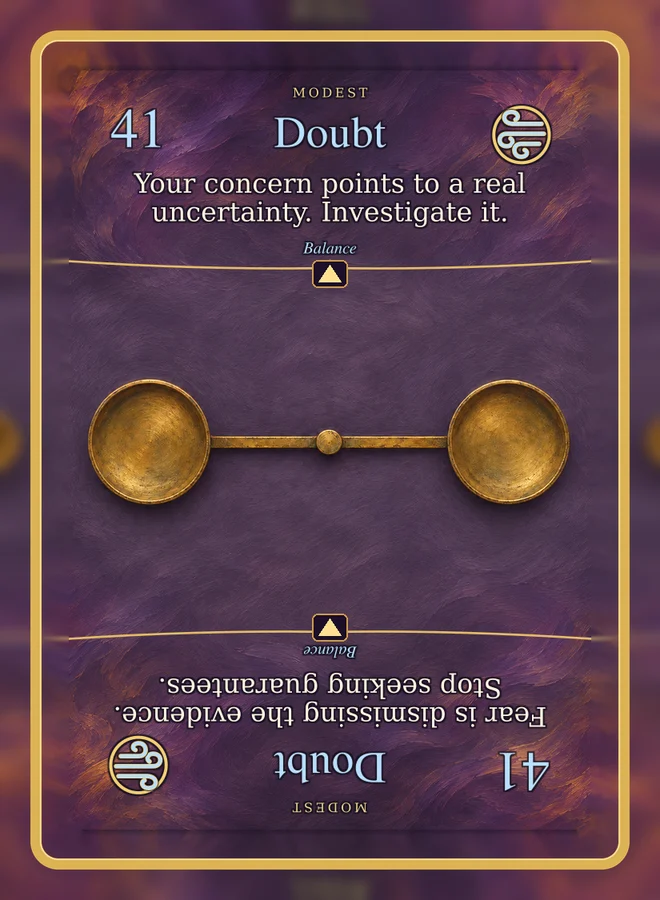 MODEST
41 Doubt
Your concern points to a real
uncertainty. Investigate it.
Balance
Balance
Fear is dismissing the evidence.
Stop seeking guarantees.
41 Doubt
MODEST